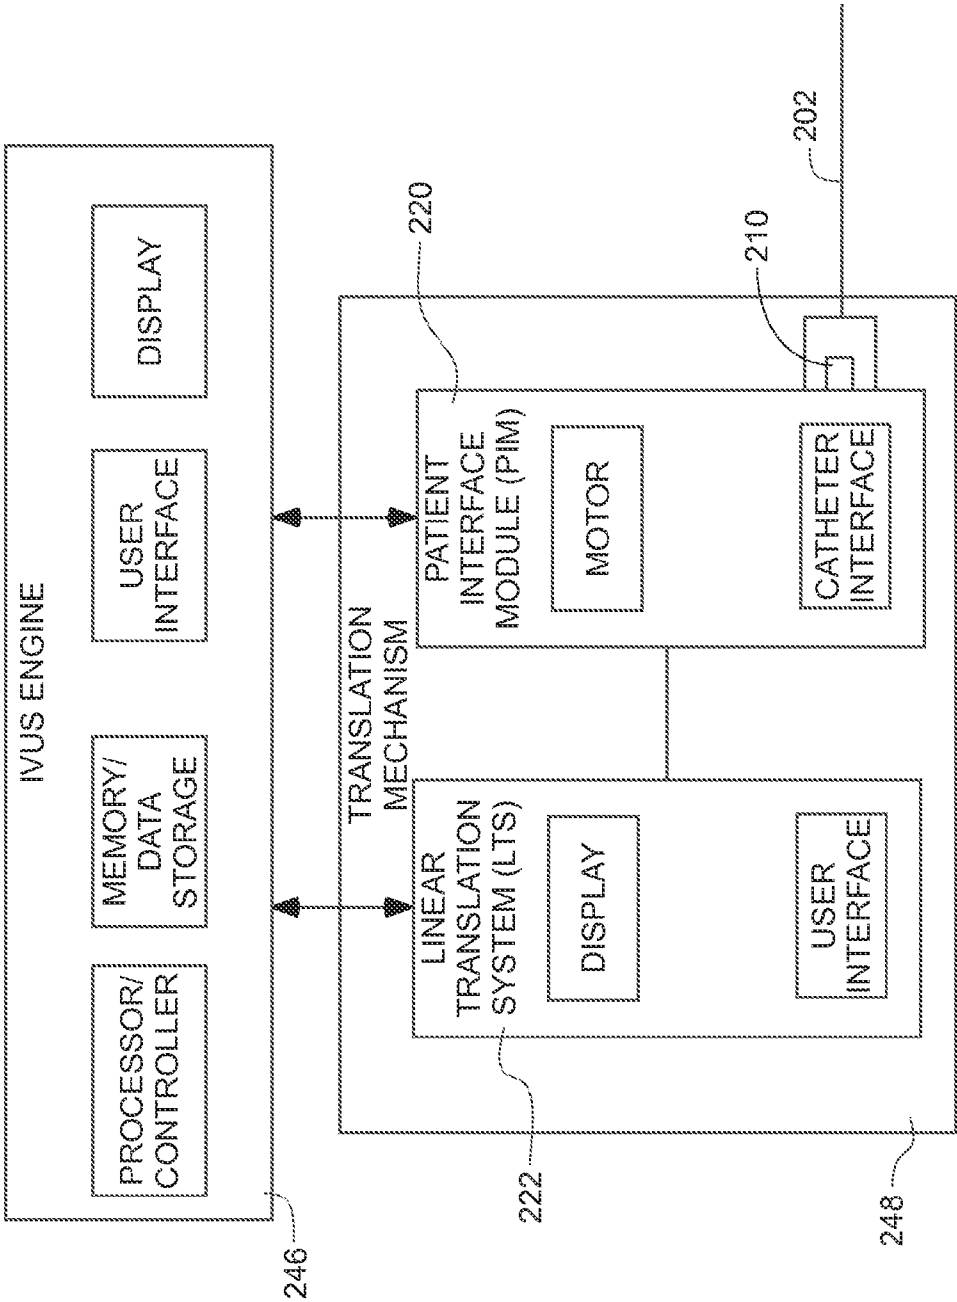 IVUS ENGINE
PROCESSOR/
CONTROLLER
MEMORY/
DATA
STORAGE
USER
INTERFACE
DISPLAY
246
TRANSLATION
MECHANISM
LINEAR
TRANSLATION
SYSTEM (LTS)
DISPLAY
USER
INTERFACE
222
PATIENT
INTERFACE
MODULE (PIM)
MOTOR
CATHETER
INTERFACE
220
210
202
248